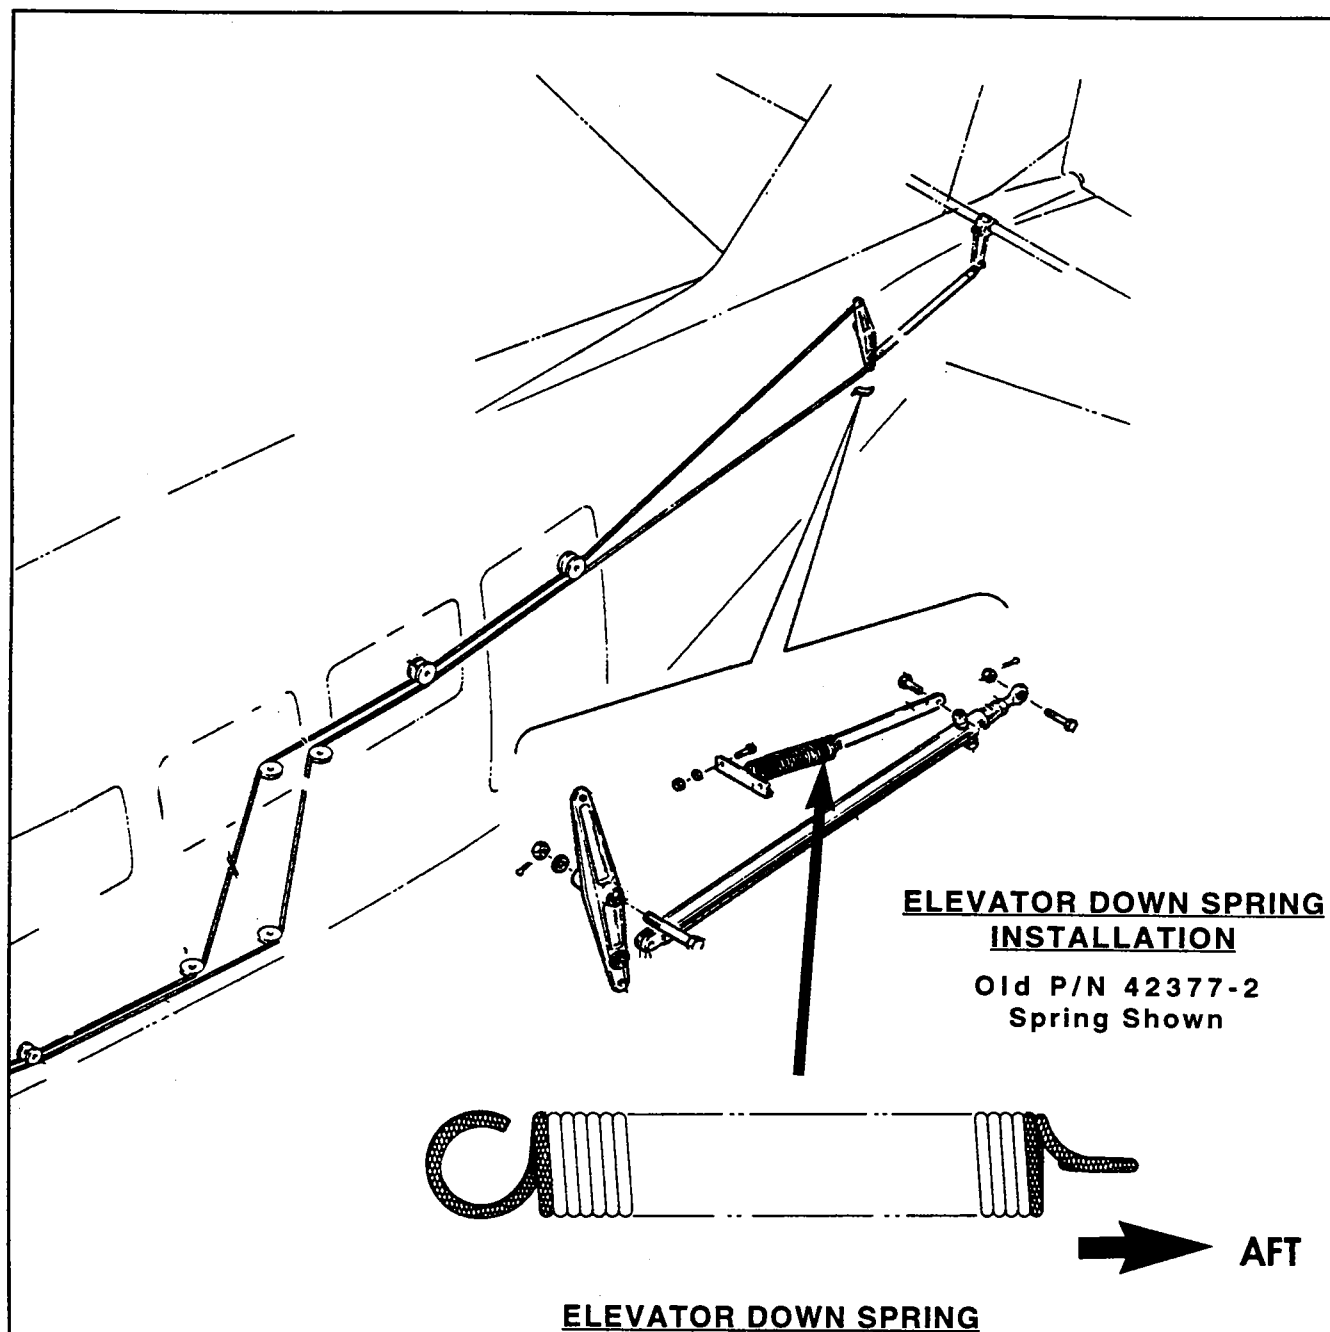 ELEVATOR DOWN SPRING
INSTALLATION
Old P/N 42377-2
Spring Shown
AFT
ELEVATOR DOWN SPRING